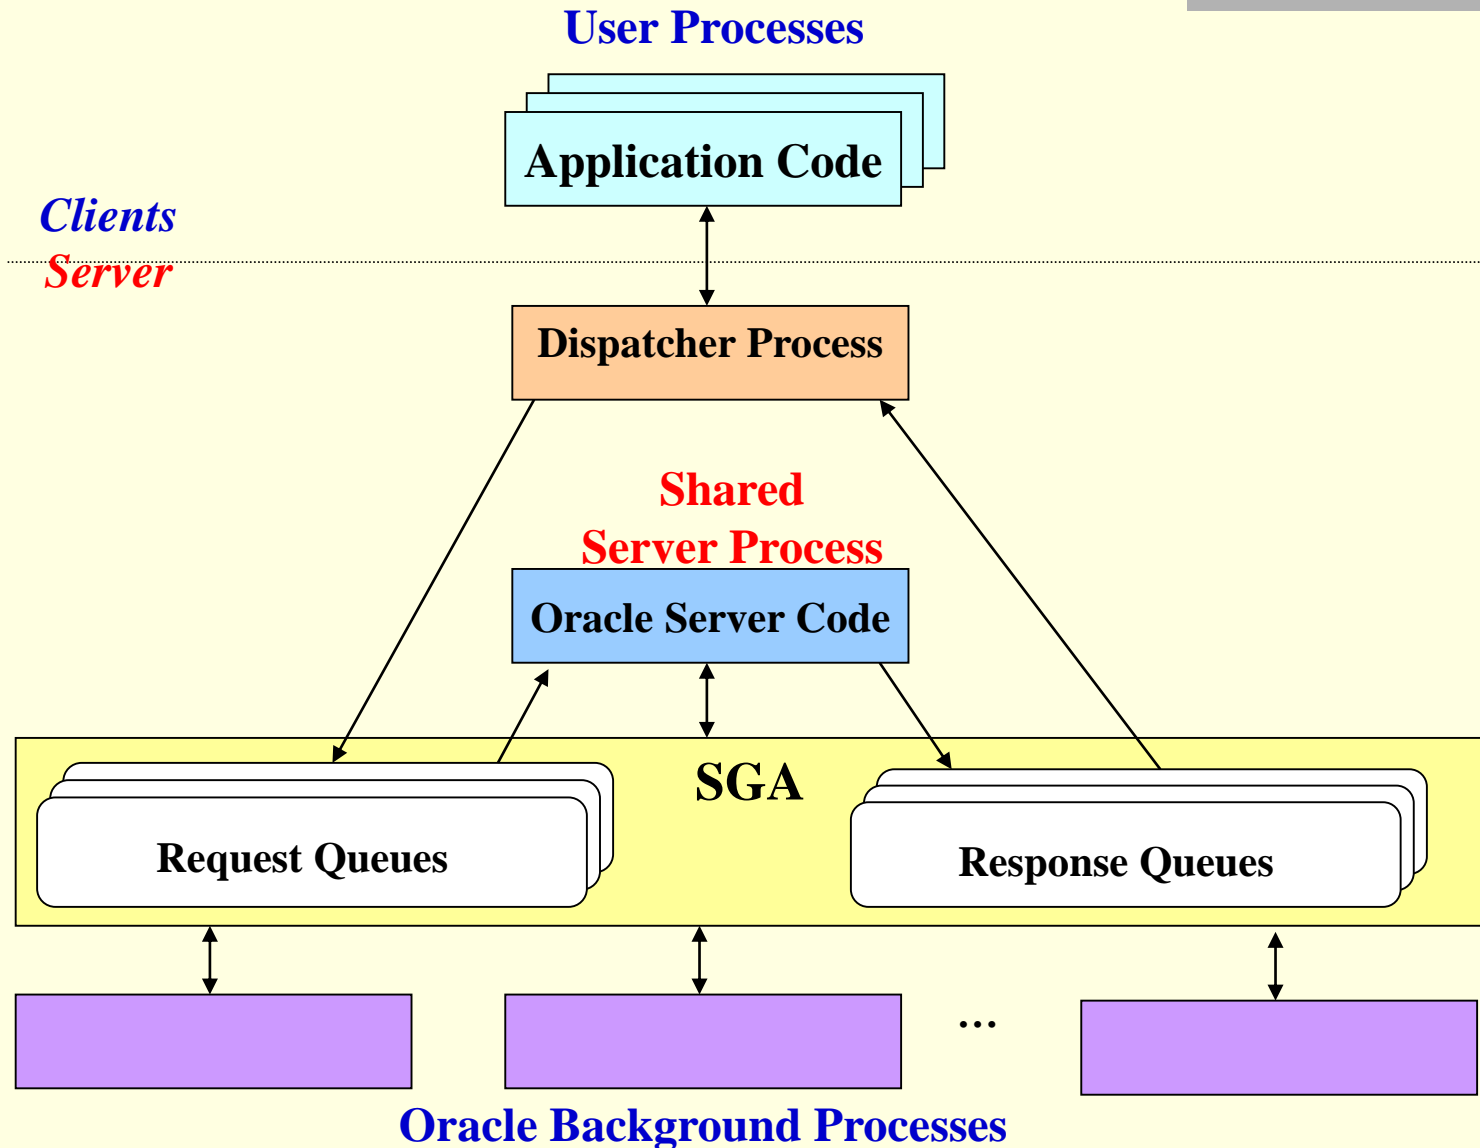 User Processes
Application Code
Clients
Server
Dispatcher Process
Shared
Server Process
Oracle Server Code
SGA
Request Queues
Response Queues
...
Oracle Background Processes